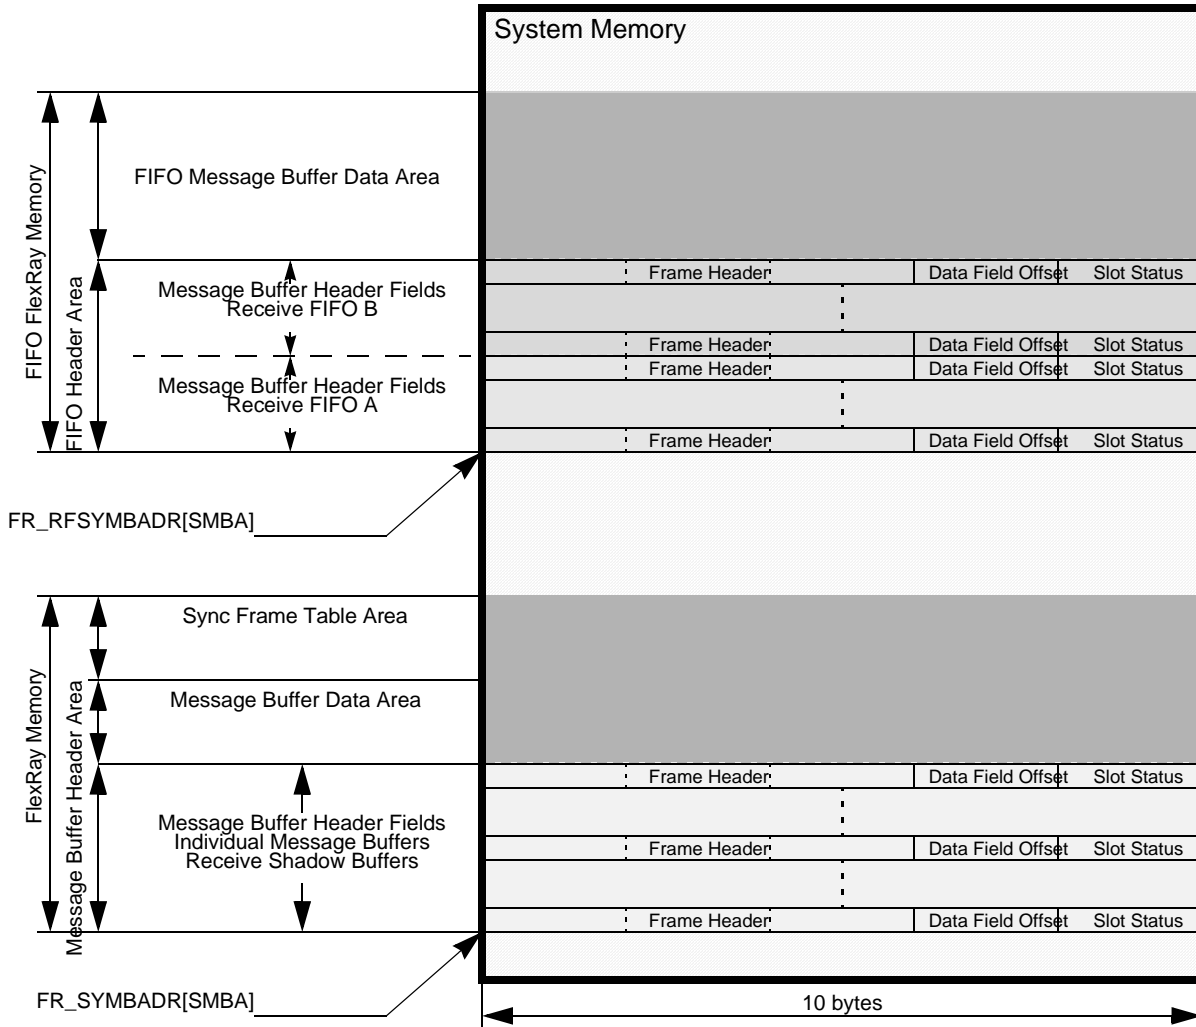 System Memory
FIFO FlexRay Memory
FIFO Header Area
FIFO Message Buffer Data Area
Message Buffer Header Fields
Receive FIFO B
Frame Header Data Field Offset Slot Status
Frame Header Data Field Offset Slot Status
Message Buffer Header Fields
Receive FIFO A
Frame Header Data Field Offset Slot Status
Frame Header Data Field Offset Slot Status
FR_RFSYMBADR[SMBA]
FlexRay Memory
Message Buffer Header Area
Sync Frame Table Area
Message Buffer Data Area
Frame Header Data Field Offset Slot Status
Message Buffer Header Fields
Individual Message Buffers
Receive Shadow Buffers
Frame Header Data Field Offset Slot Status
Frame Header Data Field Offset Slot Status
FR_SYMBADR[SMBA]
10 bytes